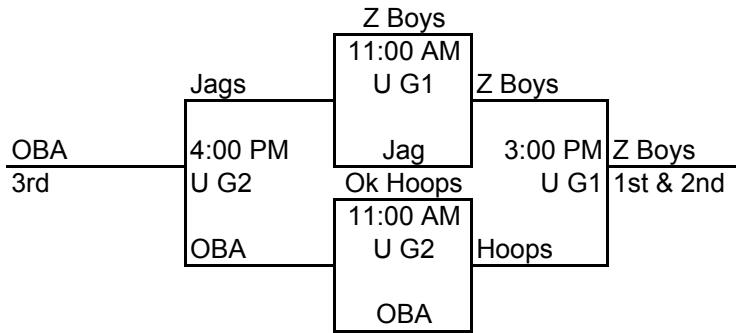 Z Boys
11:00 AM
Jags
U G1
Z Boys
OBA
4:00 PM
Jag
3:00 PM
Z Boys
3rd
U G2
Ok Hoops
U G1
1st & 2nd
11:00 AM
OBA
U G2
Hoops
OBA